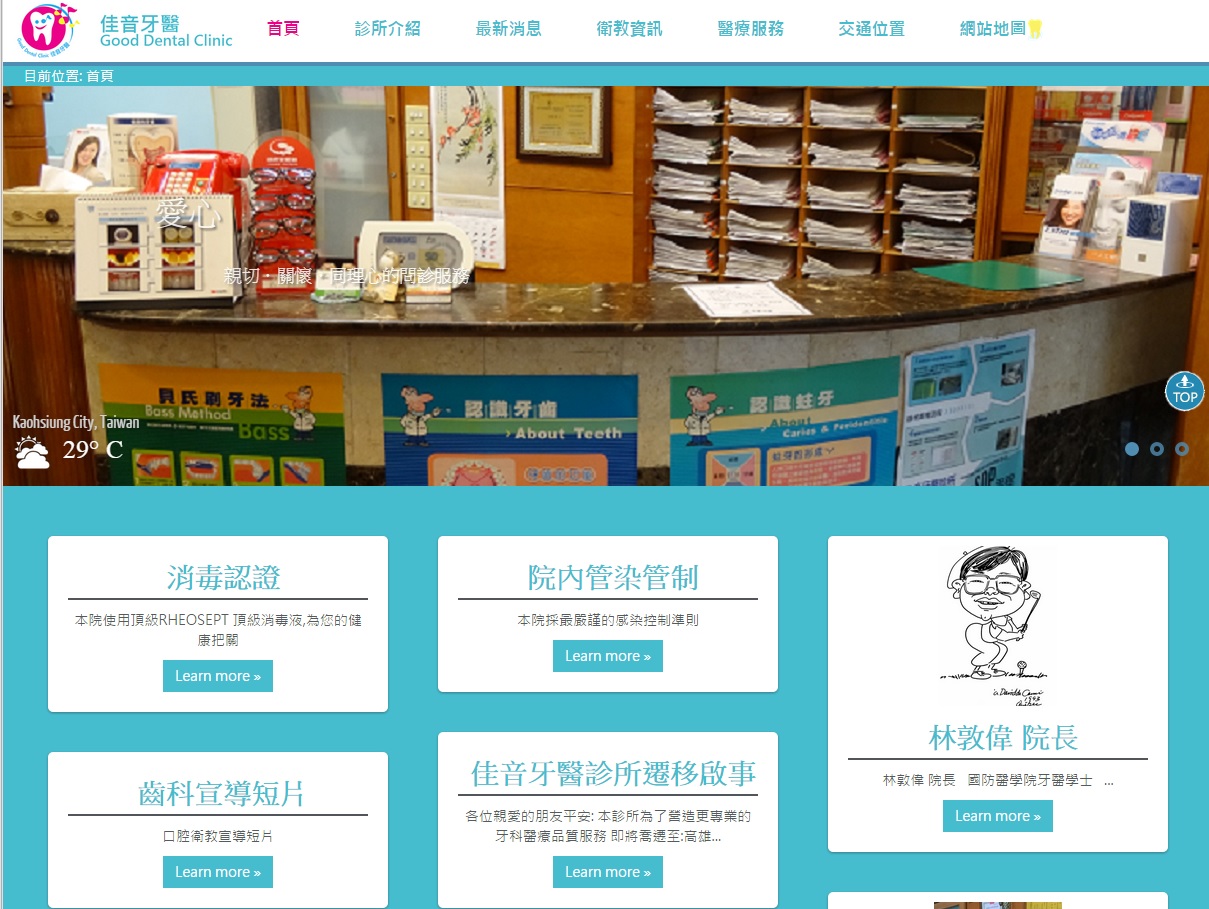 佳音牙醫
Good Dental Clinic
首頁
診所介紹
最新消息
衛教資訊
醫療服務
交通位置
網站地圖
目前位置: 首頁
愛心
親切．關懷．同理心的問診服務
貝氏刷牙法
Bass Method
Bass
認識牙齒
About Teeth
認識蛀牙
About
Caries & Periodontitis
Kaohsiung City, Taiwan
29° C
TOP
消毒認證
本院使用頂級RHEOSEPT 頂級消毒液,為您的健
康把關
Learn more »
院內管染管制
本院採最嚴謹的感染控制準則
Learn more »
林敦偉 院長
林敦偉 院長 國防醫學院牙醫學士 ...
Learn more »
齒科宣導短片
口腔衛教宣導短片
Learn more »
佳音牙醫診所遷移啟事
各位親愛的朋友平安: 本診所為了營造更專業的
牙科醫療品質服務 即將喬遷至:高雄...
Learn more »